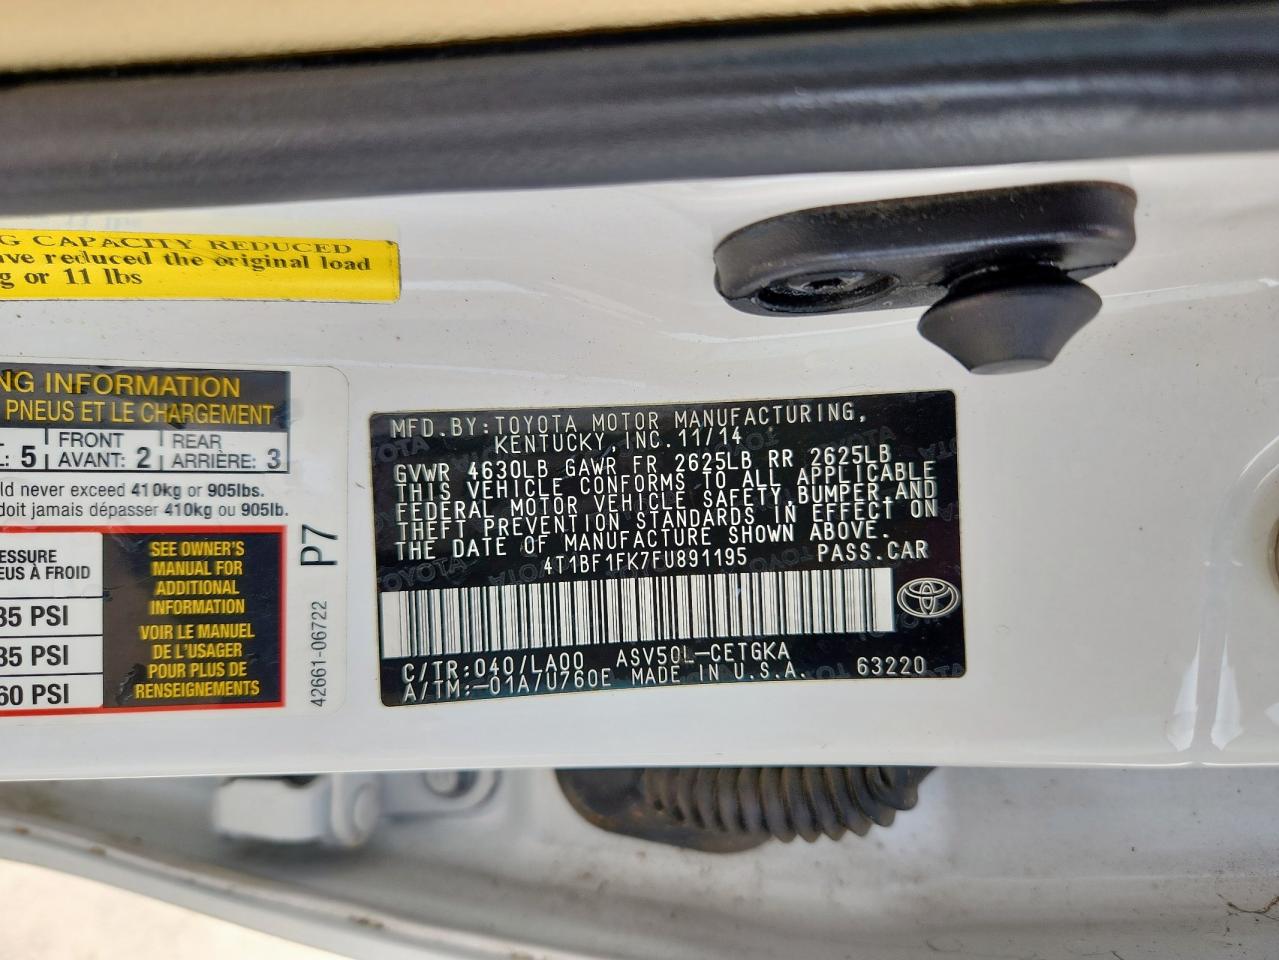 G CAPACITY REDUCED
ve reduced the original load
g or 11 lbs
NG INFORMATION
PNEUS ET LE CHARGEMENT
5 FRONT AVANT: 2 REAR ARRIÈRE: 3
ld never exceed 410kg or 905lbs.
doit jamais dépasser 410kg ou 905lb.
ESSURE
EUS À FROID
35 PSI
35 PSI
60 PSI
SEE OWNER'S
MANUAL FOR
ADDITIONAL
INFORMATION
VOIR LE MANUEL
DE L'USAGER
POUR PLUS DE
RENSEIGNEMENTS
P7
42661-06722
MFD.BY:TOYOTA MOTOR MANUFACTURING,
KENTUCKY,INC.11/14
GVWR 4630LB GAWR FR 2625LB RR 2625LB
THIS VEHICLE CONFORMS TO ALL APPLICABLE
FEDERAL MOTOR VEHICLE SAFETY,BUMPER,AND
THEFT PREVENTION STANDARDS IN EFFECT ON
THE DATE OF MANUFACTURE SHOWN ABOVE.
4T1BF1FK7FU891195 PASS.CAR
C/TR:040/LA00 ASV50L-CETGKA
A/TM:-01A/U760E MADE IN U.S.A. 63220